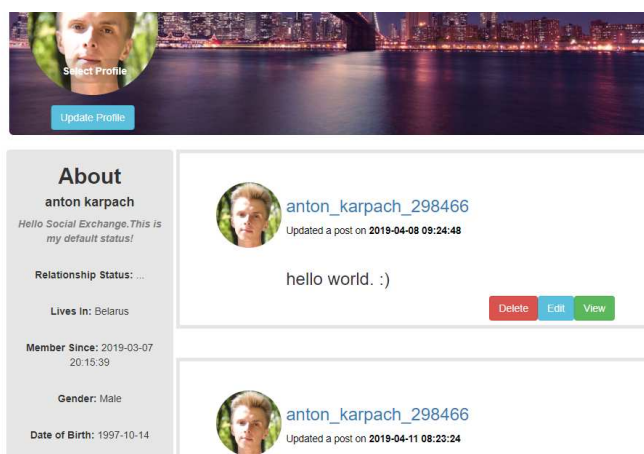 Select Profile
Update Profile
About
anton karpach
Hello Social Exchange.This is
my default status!
Relationship Status: ...
Lives In: Belarus
Member Since: 2019-03-07
20:15:39
Gender: Male
Date of Birth: 1997-10-14
anton_karpach_298466
Updated a post on 2019-04-08 09:24:48
hello world. :)
Delete
Edit
View
anton_karpach_298466
Updated a post on 2019-04-11 08:23:24